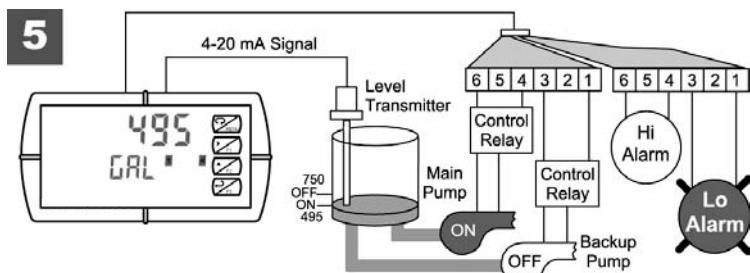 5
4-20 mA Signal
495
GAL
Level
Transmitter
750
OFF
ON
495
Main
Pump
ON
OFF
Backup
Pump
6 5 4 3 2 1
Control
Relay
Control
Relay
6 5 4 3 2 1
Hi
Alarm
Lo
Alarm